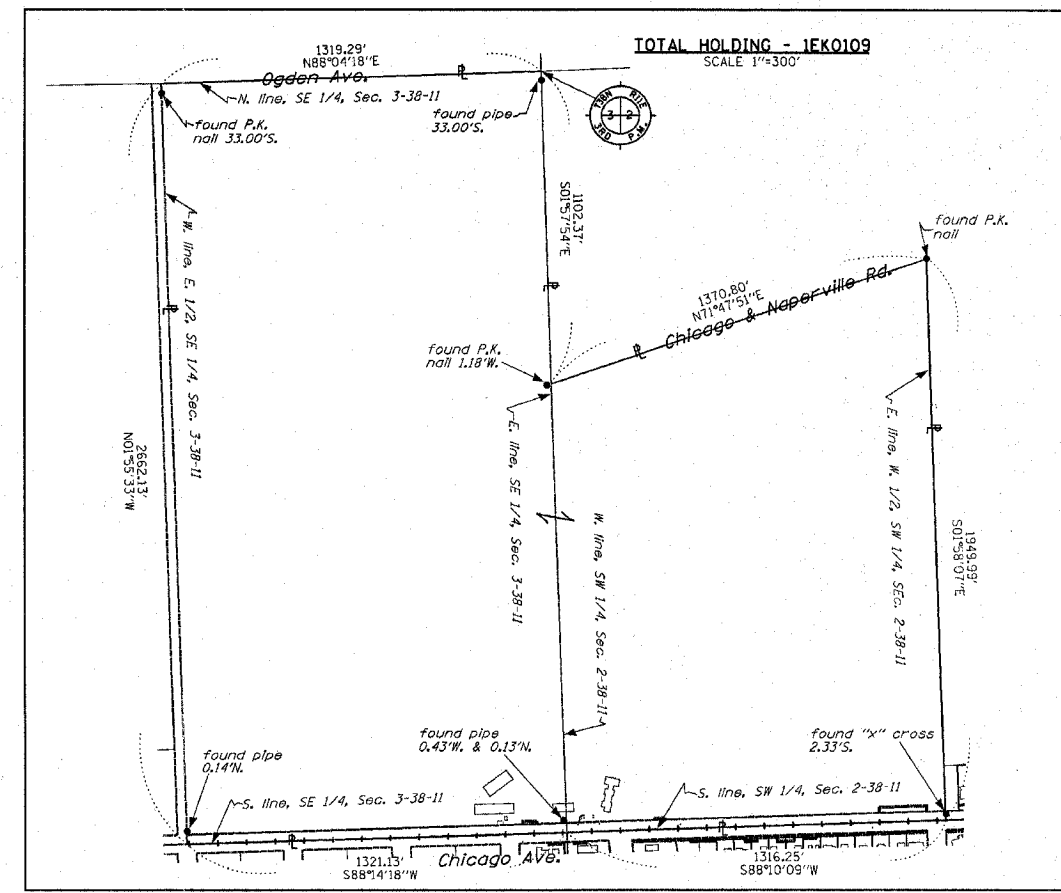 TOTAL HOLDING - 1EK0109
SCALE 1"=300'
1319.29'
N88°04'18"E
Ogden Ave.
N. line, SE 1/4, Sec. 3-38-11
found P.K.
nail 33.00'S.
found pipe
33.00'S.
T38N R11E
3 2
3RD P.M.
1102.37'
S01°57'54"E
W. line, E. 1/2, SE 1/4, Sec. 3-38-11
found P.K.
nail
1370.80'
N71°47'51"E
Chicago & Naperville Rd.
found P.K.
nail 1.18'W.
E. line, SE 1/4, Sec. 3-38-11
W. line, SW 1/4, Sec. 2-38-11
E. line, W. 1/2, SW 1/4, SEc. 2-38-11
2662.13'
N01°55'33"W
1949.99'
S01°58'07"E
found pipe
0.14'N.
found pipe
0.43'W. & 0.13'N.
found "x" cross
2.33'S.
S. line, SE 1/4, Sec. 3-38-11
S. line, SW 1/4, Sec. 2-38-11
1321.13'
S88°14'18"W
Chicago Ave.
1316.25'
S88°10'09"W